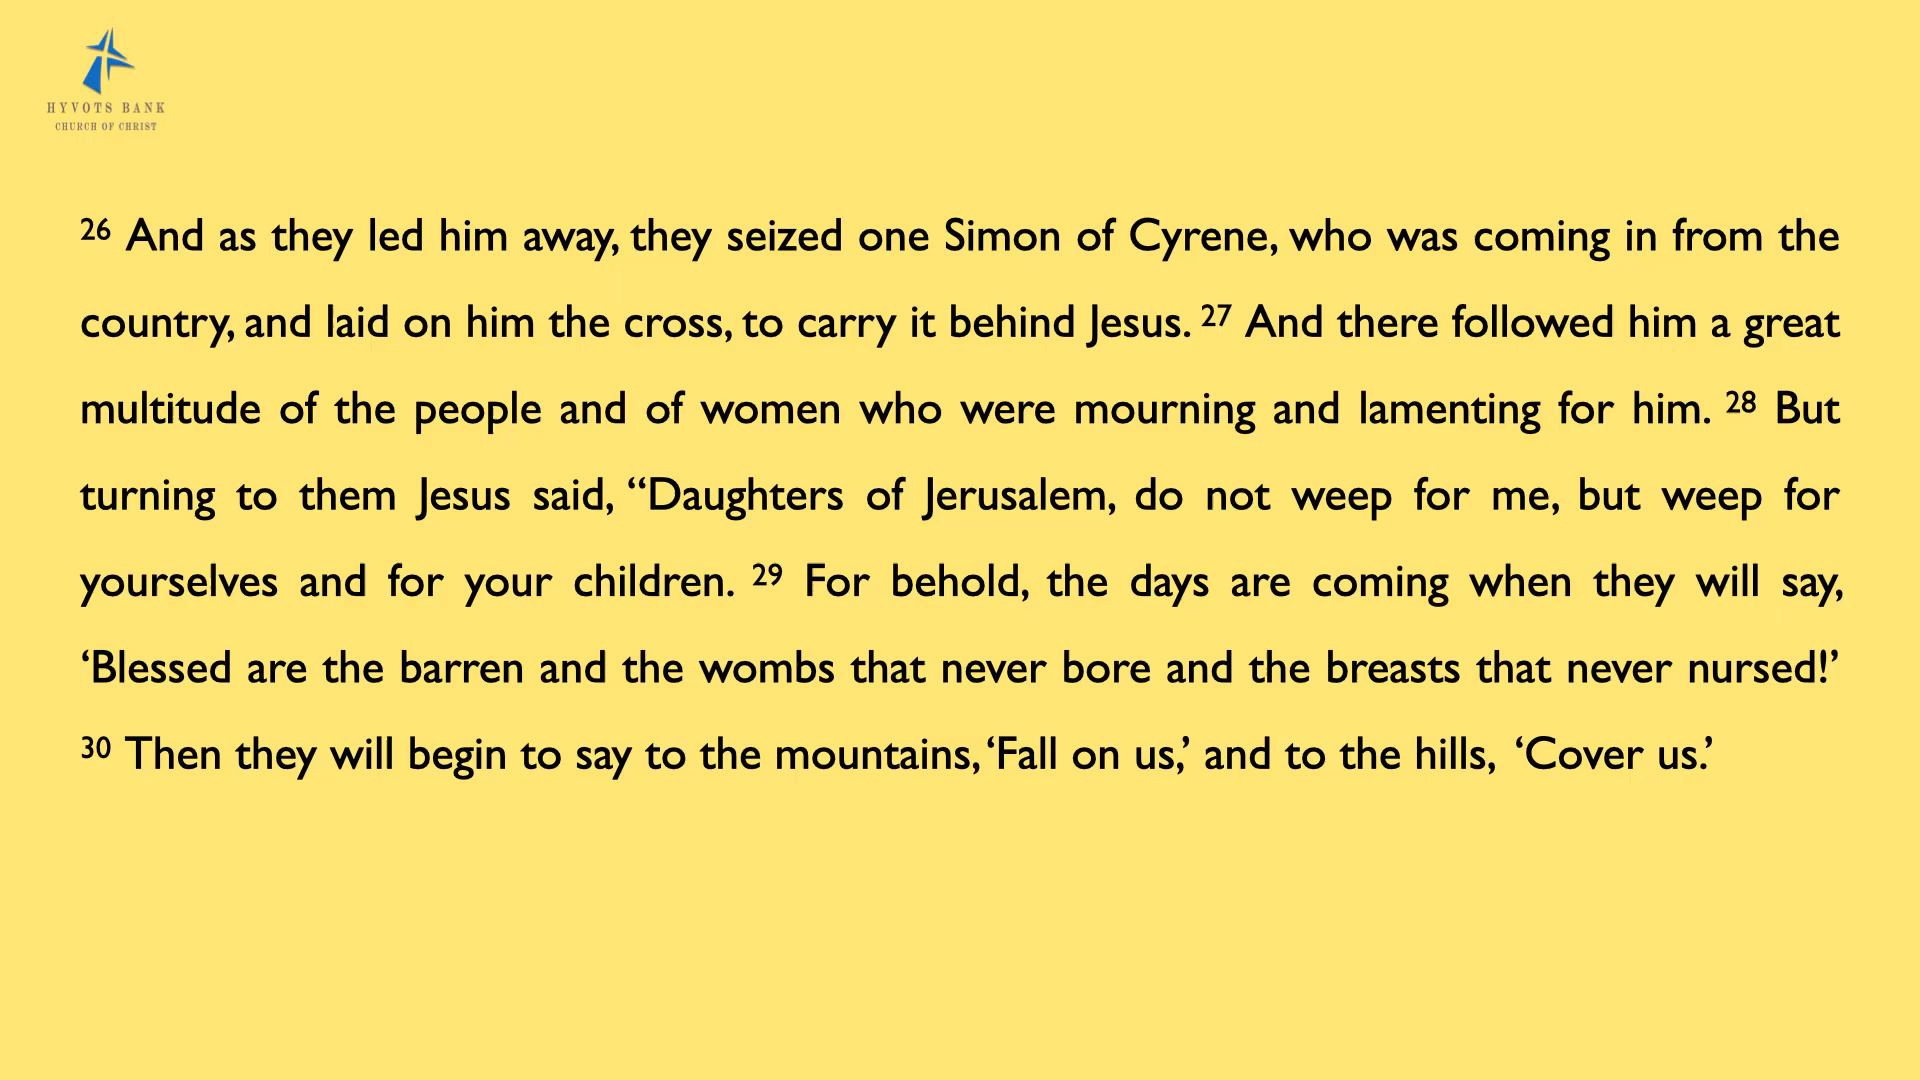 HYVOTS BANK
CHURCH OF CHRIST
26 And as they led him away, they seized one Simon of Cyrene, who was coming in from the
country, and laid on him the cross, to carry it behind Jesus. 27 And there followed him a great
multitude of the people and of women who were mourning and lamenting for him. 28 But
turning to them Jesus said, “Daughters of Jerusalem, do not weep for me, but weep for
yourselves and for your children. 29 For behold, the days are coming when they will say,
‘Blessed are the barren and the wombs that never bore and the breasts that never nursed!’
30 Then they will begin to say to the mountains, ‘Fall on us,’ and to the hills, ‘Cover us.’